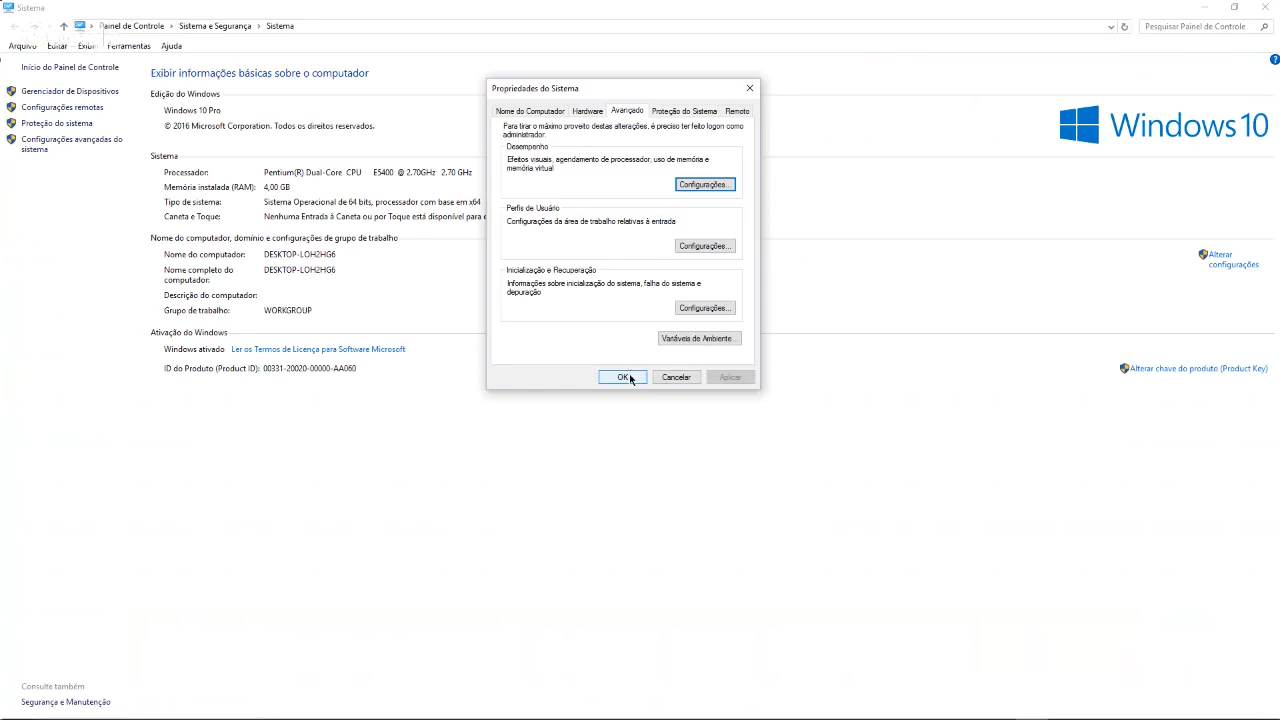 Sistema
Painel de Controle > Sistema e Segurança > Sistema
Pesquisar Painel de Controle
Arquivo Editar Exibir Ferramentas Ajuda
Início do Painel de Controle
Gerenciador de Dispositivos
Configurações remotas
Proteção do sistema
Configurações avançadas do
sistema
Exibir informações básicas sobre o computador
Edição do Windows
Windows 10 Pro
© 2016 Microsoft Corporation. Todos os direitos reservados.
Windows 10
Sistema
Processador: Pentium(R) Dual-Core CPU E5400 @ 2.70GHz 2.70 GHz
Memória instalada (RAM): 4,00 GB
Tipo de sistema: Sistema Operacional de 64 bits, processador com base em x64
Caneta e Toque: Nenhuma Entrada à Caneta ou por Toque está disponível para e
Nome do computador, domínio e configurações de grupo de trabalho
Nome do computador: DESKTOP-LOH2HG6
Nome completo do DESKTOP-LOH2HG6
computador:
Descrição do computador:
Grupo de trabalho: WORKGROUP
Alterar
configurações
Ativação do Windows
Windows ativado Ler os Termos de Licença para Software Microsoft
ID do Produto (Product ID): 00331-20020-00000-AA060
Alterar chave do produto (Product Key)
Propriedades do Sistema
Nome do Computador Hardware Avançado Proteção do Sistema Remoto
Para tirar o máximo proveito destas alterações, é preciso ter feito logon como
administrador.
Desempenho
Efeitos visuais, agendamento de processador, uso de memória e
memória virtual
Configurações...
Perfis de Usuário
Configurações da área de trabalho relativas à entrada
Configurações...
Inicialização e Recuperação
Informações sobre inicialização do sistema, falha do sistema e
depuração
Configurações...
Variáveis de Ambiente...
OK Cancelar Aplicar
Consulte também
Segurança e Manutenção